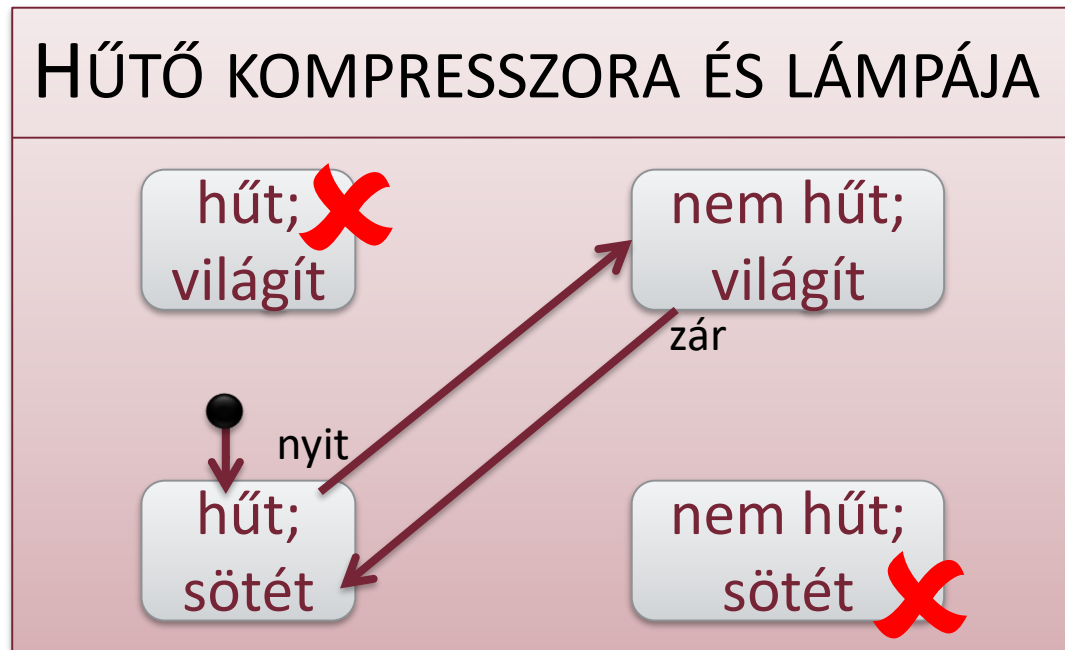 HŰTŐ KOMPRESSZORA ÉS LÁMPÁJA
hűt;
világít
nem hűt;
világít
zár
nyit
hűt;
sötét
nem hűt;
sötét